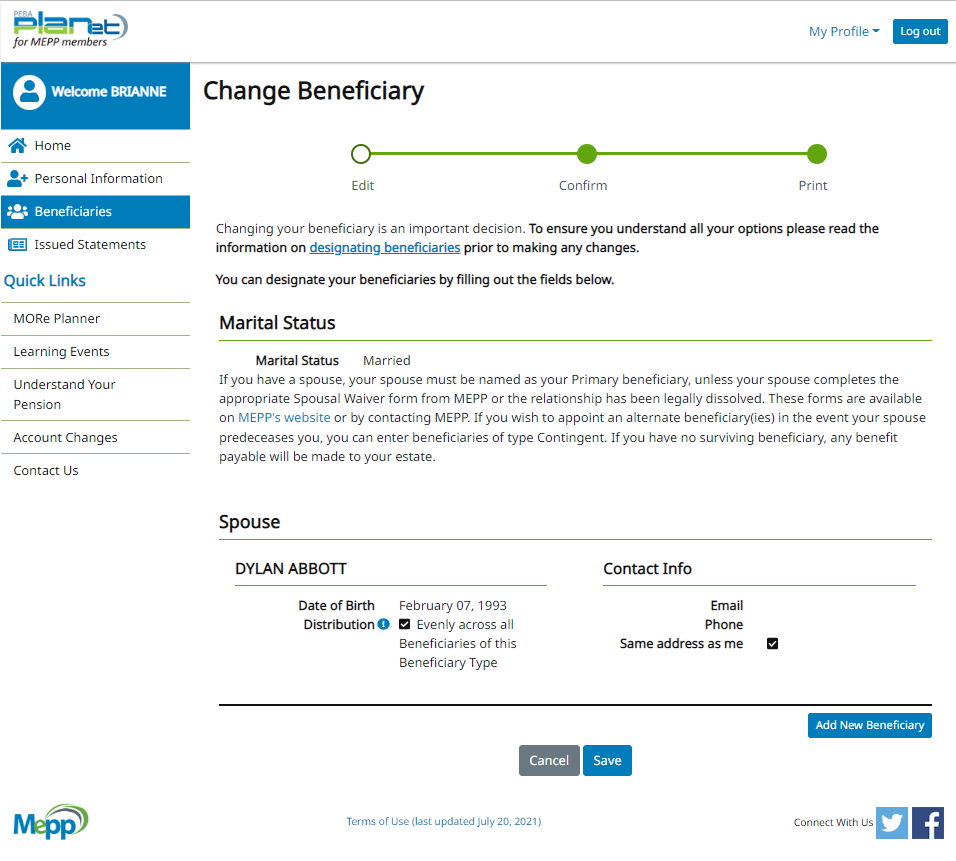 PFBA
planet
for MEPP members
My Profile
Log out
Welcome BRIANNE
Home
Personal Information
Beneficiaries
Issued Statements
Quick Links
MORe Planner
Learning Events
Understand Your
Pension
Account Changes
Contact Us
Change Beneficiary
Edit
Confirm
Print
Changing your beneficiary is an important decision. To ensure you understand all your options please read the
information on designating beneficiaries prior to making any changes.
You can designate your beneficiaries by filling out the fields below.
Marital Status
Marital Status Married
If you have a spouse, your spouse must be named as your Primary beneficiary, unless your spouse completes the
appropriate Spousal Waiver form from MEPP or the relationship has been legally dissolved. These forms are available
on MEPP's website or by contacting MEPP. If you wish to appoint an alternate beneficiary(ies) in the event your spouse
predeceases you, you can enter beneficiaries of type Contingent. If you have no surviving beneficiary, any benefit
payable will be made to your estate.
Spouse
DYLAN ABBOTT
Date of Birth February 07, 1993
Distribution Evenly across all
Beneficiaries of this
Beneficiary Type
Contact Info
Email
Phone
Same address as me
Add New Beneficiary
Cancel
Save
Mepp
Terms of Use (last updated July 20, 2021)
Connect With Us